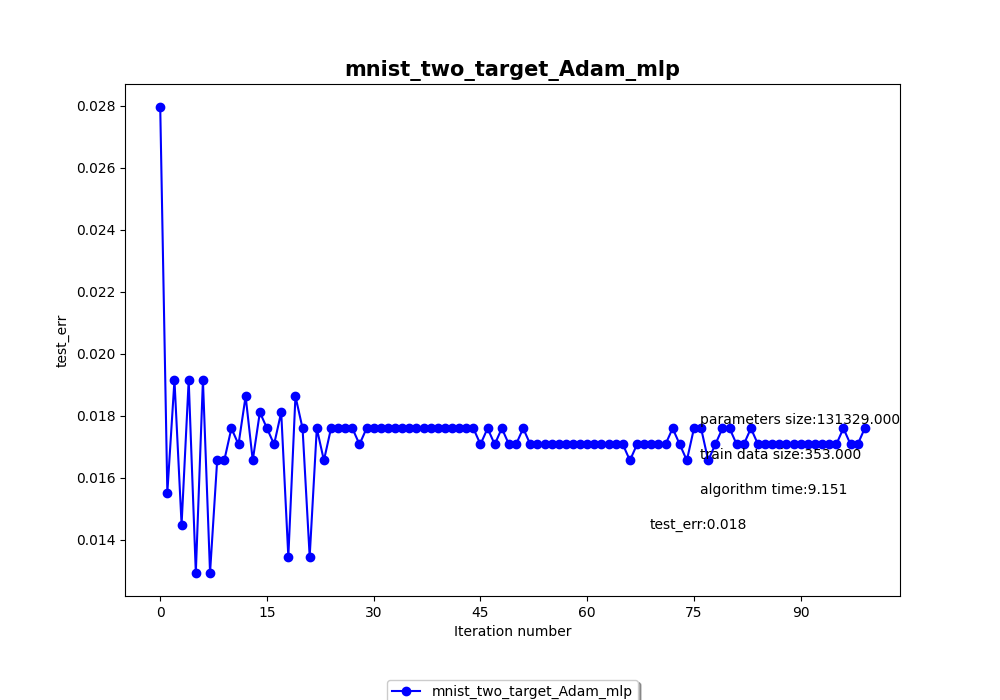 mnist_two_target_Adam_mlp
0.028
0.026
0.024
0.022
0.020
0.018
0.016
0.014
test_err
parameters size:131329.000
train data size:353.000
algorithm time:9.151
test_err:0.018
0 15 30 45 60 75 90
Iteration number
mnist_two_target_Adam_mlp